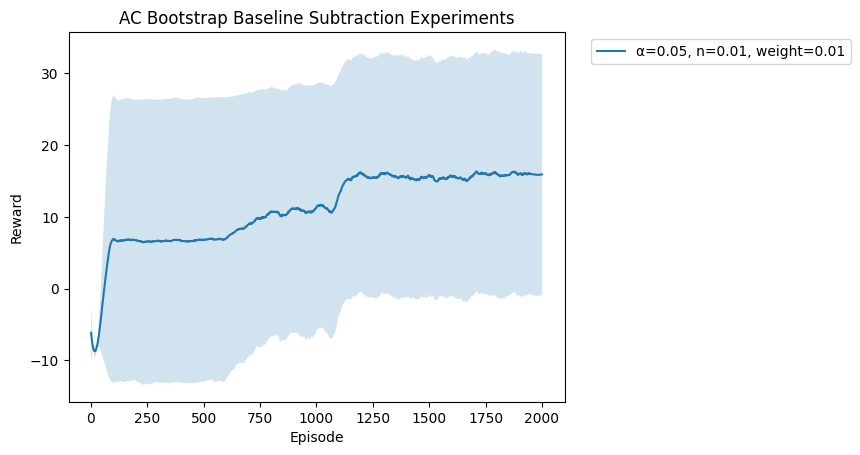 AC Bootstrap Baseline Subtraction Experiments
α=0.05, n=0.01, weight=0.01
30
20
10
0
−10
Reward
0 250 500 750 1000 1250 1500 1750 2000
Episode